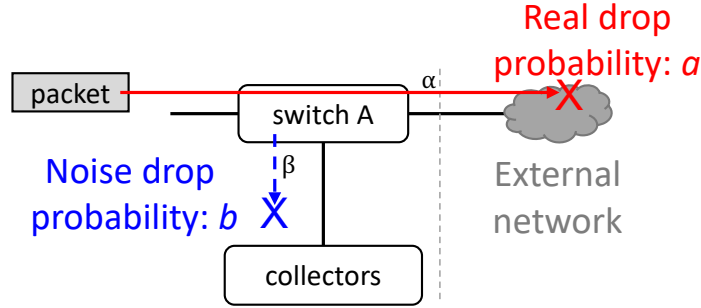 Real drop
probability: a
α
packet
switch A
β
Noise drop
probability: b
X
X
External
network
collectors